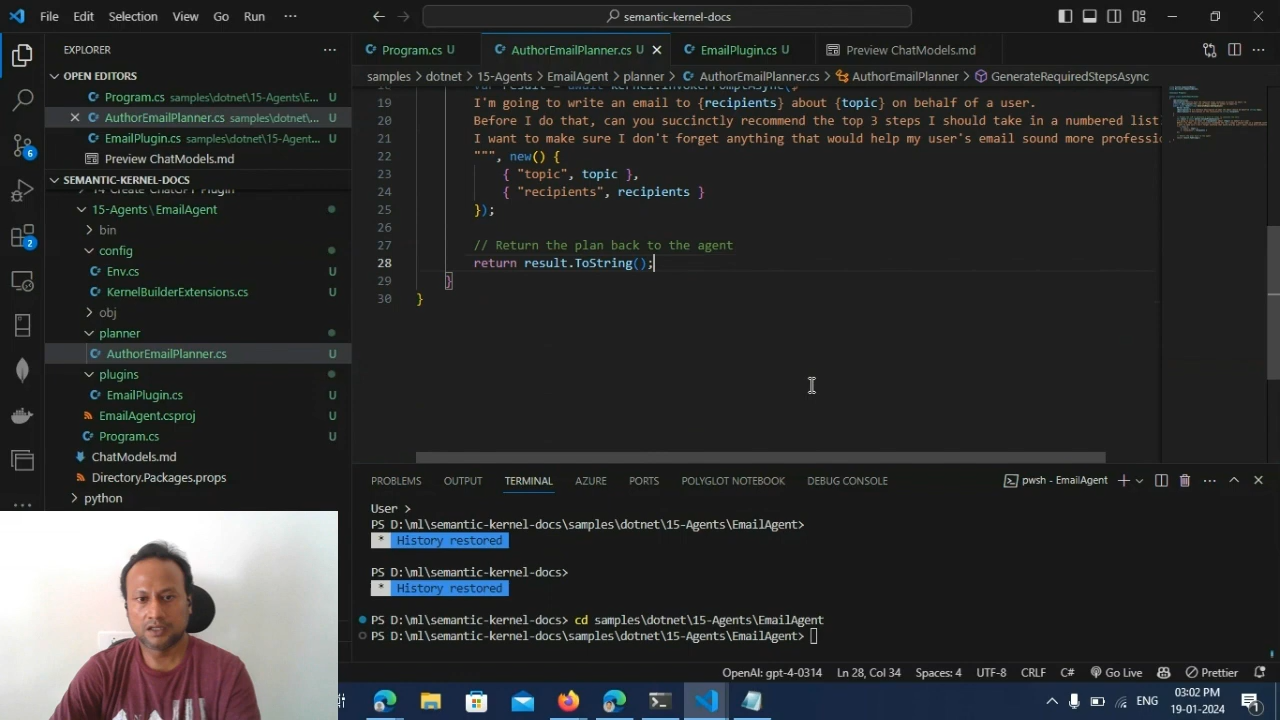 File Edit Selection View Go Run ···
semantic-kernel-docs
EXPLORER
Program.cs U
AuthorEmailPlanner.cs U
EmailPlugin.cs U
Preview ChatModels.md
OPEN EDITORS
Program.cs samples\dotnet\15-Agents\E...
AuthorEmailPlanner.cs samples\dotnet\...
EmailPlugin.cs samples\dotnet\15-Agent...
Preview ChatModels.md
SEMANTIC-KERNEL-DOCS
15-Agents\EmailAgent
bin
config
Env.cs
KernelBuilderExtensions.cs
obj
planner
AuthorEmailPlanner.cs U
plugins
EmailPlugin.cs U
EmailAgent.csproj U
Program.cs U
ChatModels.md
Directory.Packages.props
python
6
2
samples > dotnet > 15-Agents > EmailAgent > planner > AuthorEmailPlanner.cs > AuthorEmailPlanner > GenerateRequiredStepsAsync
18 var result = await kernel.InvokePromptAsync($
19 I'm going to write an email to {recipients} about {topic} on behalf of a user.
20 Before I do that, can you succinctly recommend the top 3 steps I should take in a numbered list
21 I want to make sure I don't forget anything that would help my user's email sound more professio
22 """, new() {
23 { "topic", topic },
24 { "recipients", recipients }
25 });
26
27 // Return the plan back to the agent
28 return result.ToString();
29 }
30 }
PROBLEMS OUTPUT TERMINAL AZURE PORTS POLYGLOT NOTEBOOK DEBUG CONSOLE
pwsh - EmailAgent
User >
PS D:\ml\semantic-kernel-docs\samples\dotnet\15-Agents\EmailAgent>
* History restored
PS D:\ml\semantic-kernel-docs>
* History restored
PS D:\ml\semantic-kernel-docs> cd samples\dotnet\15-Agents\EmailAgent
PS D:\ml\semantic-kernel-docs\samples\dotnet\15-Agents\EmailAgent>
OpenAI: gpt-4-0314 Ln 28, Col 34 Spaces: 4 UTF-8 CRLF C# Go Live Prettier
ENG
03:02 PM
19-01-2024
1